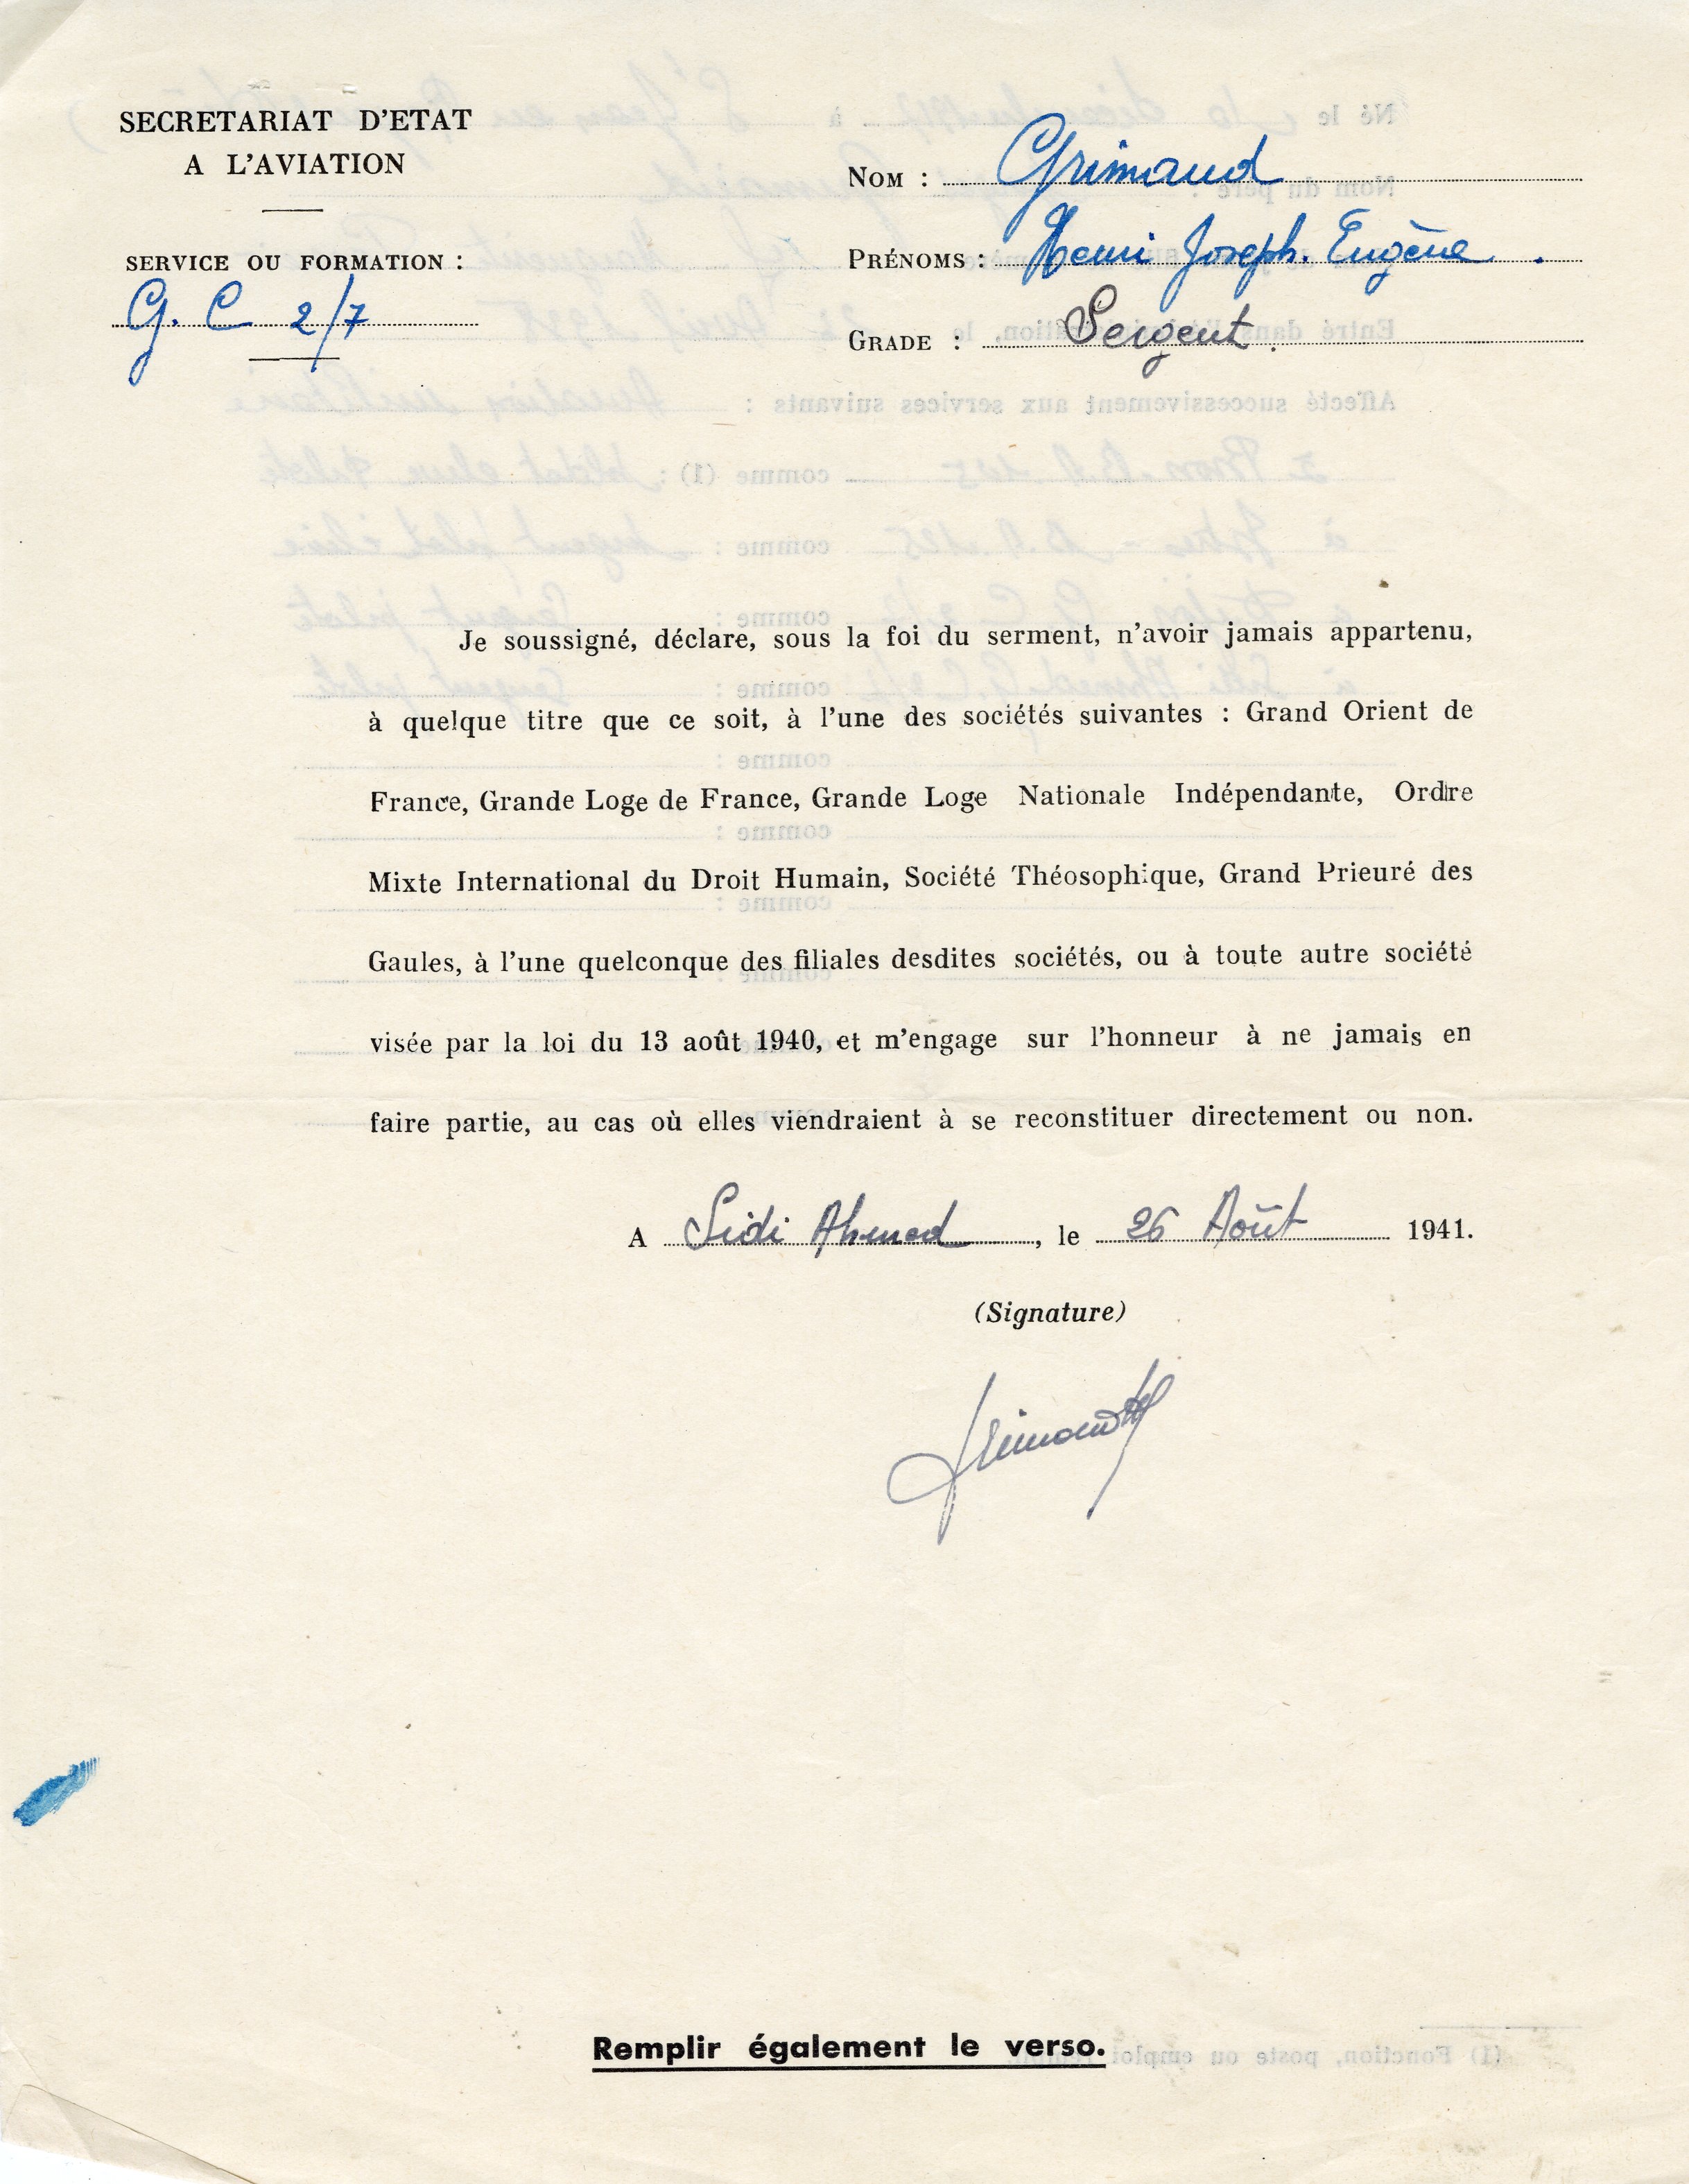 SECRETARIAT D'ETAT
A L'AVIATION
SERVICE OU FORMATION :
G. C 2/7
NOM : Grimaud
PRÉNOMS : Henri Joseph. Eugène.
GRADE : Sergent.
Je soussigné, déclare, sous la foi du serment, n'avoir jamais appartenu,
à quelque titre que ce soit, à l'une des sociétés suivantes : Grand Orient de
France, Grande Loge de France, Grande Loge Nationale Indépendante, Ordre
Mixte International du Droit Humain, Société Théosophique, Grand Prieuré des
Gaules, à l'une quelconque des filiales desdites sociétés, ou à toute autre société
visée par la loi du 13 août 1940, et m'engage sur l'honneur à ne jamais en
faire partie, au cas où elles viendraient à se reconstituer directement ou non.
A Sidi Ahmed, le 26 Août 1941.
(Signature)
Grimaud
Remplir également le verso.